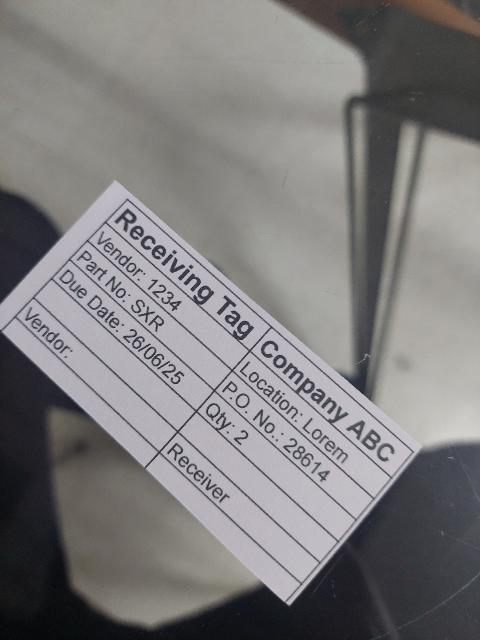 Receiving Tag Company ABC
Vendor: 1234 Location: Lorem
Part No: SXR P.O. No.: 28614
Due Date: 26/06/25 Qty: 2
Vendor: Receiver